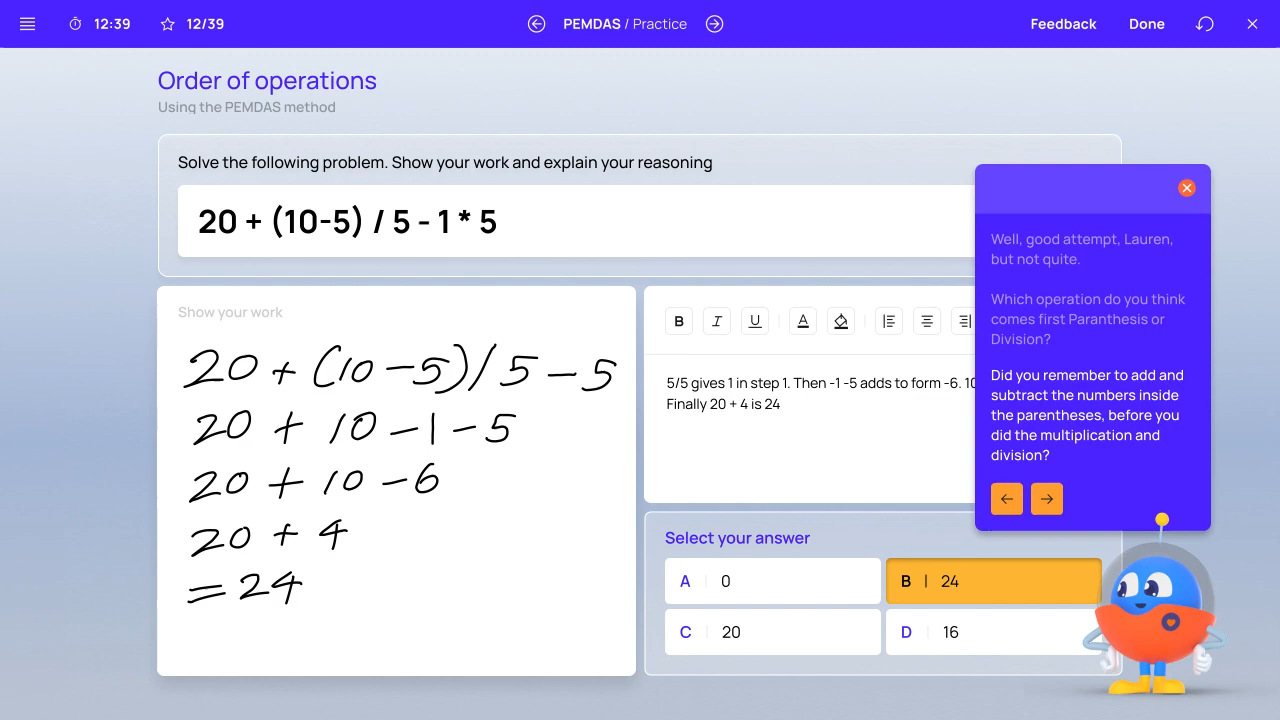 12:39
12/39
PEMDAS / Practice
Feedback
Done
Order of operations
Using the PEMDAS method
Solve the following problem. Show your work and explain your reasoning
20 + (10-5) / 5 - 1 * 5
Show your work
20 + (10 - 5) / 5 - 5
20 + 10 - 1 - 5
20 + 10 - 6
20 + 4
= 24
B I U A
5/5 gives 1 in step 1. Then -1 -5 adds to form -6. 10
Finally 20 + 4 is 24
Select your answer
A 0
B 24
C 20
D 16
Well, good attempt, Lauren,
but not quite.
Which operation do you think
comes first Paranthesis or
Division?
Did you remember to add and
subtract the numbers inside
the parentheses, before you
did the multiplication and
division?